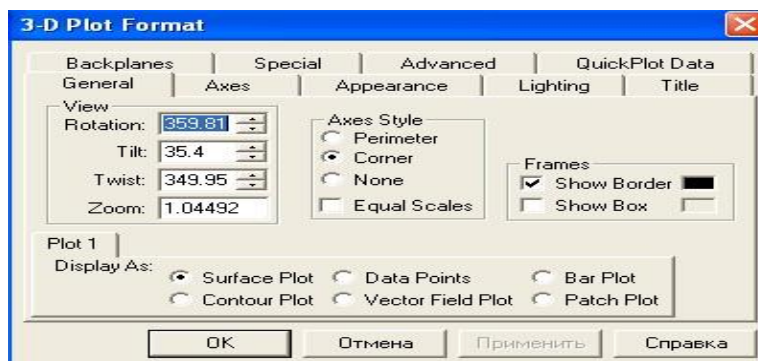 3-D Plot Format
Backplanes Special Advanced QuickPlot Data
General Axes Appearance Lighting Title
View
Rotation: 359.81
Tilt: 35.4
Twist: 349.95
Zoom: 1.04492
Axes Style
Perimeter
Corner
None
Equal Scales
Frames
Show Border
Show Box
Plot 1
Display As:
Surface Plot Data Points Bar Plot
Contour Plot Vector Field Plot Patch Plot
OK Отмена Применить Справка